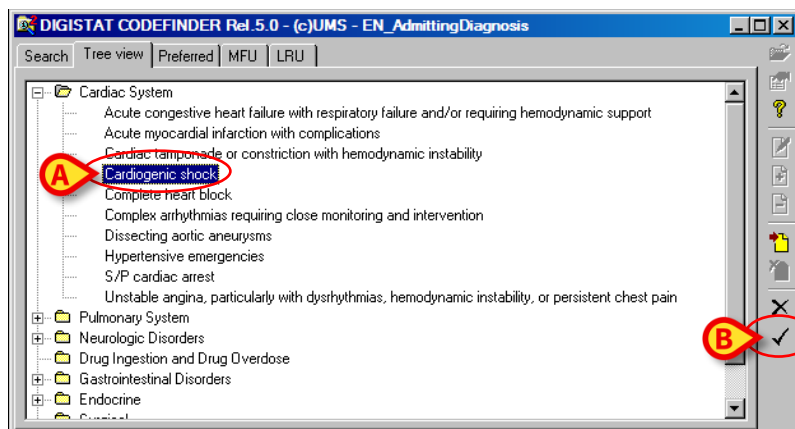 DIGISTAT CODEFINDER Rel.5.0 - (c)UMS - EN_AdmittingDiagnosis
Search Tree view Preferred MFU LRU
Cardiac System
Acute congestive heart failure with respiratory failure and/or requiring hemodynamic support
Acute myocardial infarction with complications
Cardiac tamponade or constriction with hemodynamic instability
A Cardiogenic shock
Complete heart block
Complex arrhythmias requiring close monitoring and intervention
Dissecting aortic aneurysms
Hypertensive emergencies
S/P cardiac arrest
Unstable angina, particularly with dysrhythmias, hemodynamic instability, or persistent chest pain
Pulmonary System
Neurologic Disorders
B
Drug Ingestion and Drug Overdose
Gastrointestinal Disorders
Endocrine
Surgical